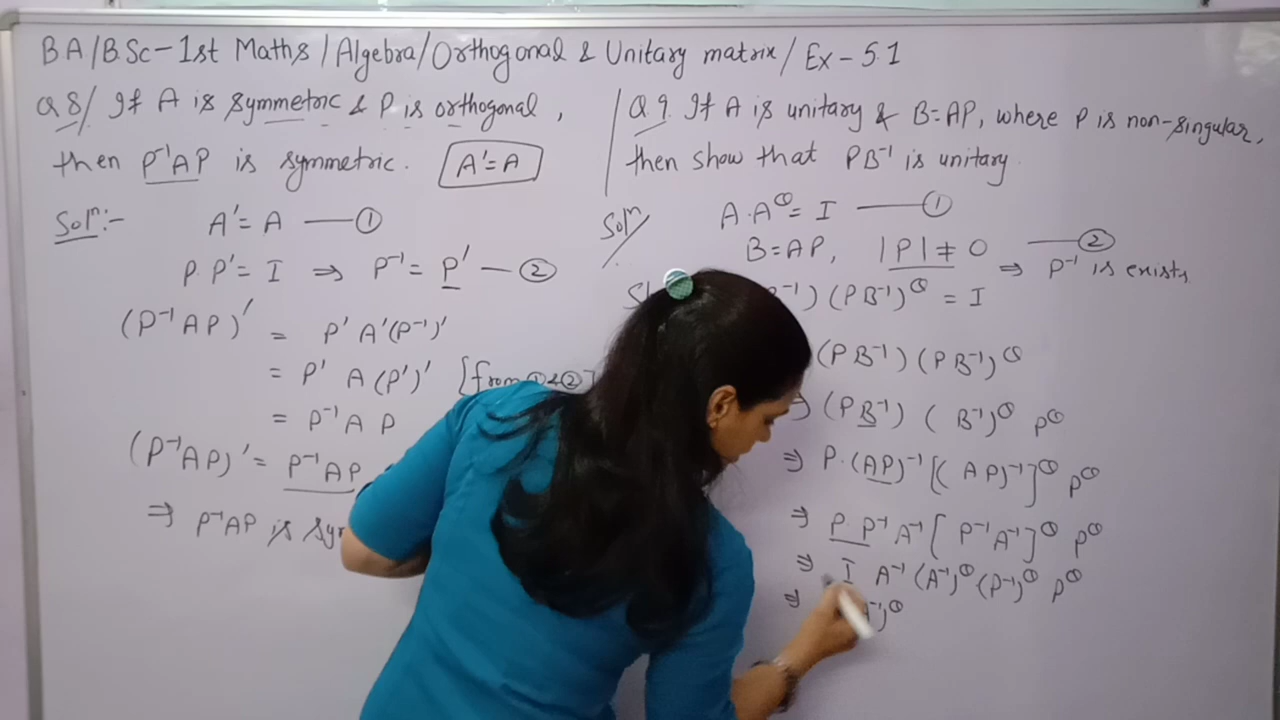 BA/BSc-1st Maths/Algebra/Orthogonal & Unitary matrix/Ex-5.1
Q 8/ If A is symmetric & P is orthogonal,
then P⁻¹AP is symmetric. A'=A
Solⁿ:- A'=A —①
P.P'=I ⇒ P⁻¹=P' —②
(P⁻¹AP)' = P'A'(P⁻¹)'
= P' A(P')' [from ①&②]
= P⁻¹AP
(P⁻¹AP)'=P⁻¹AP
⇒ P⁻¹AP is
Q.9. If A is unitary & B=AP, where P is non-singular,
then show that PB⁻¹ is unitary.
Solⁿ/ A.A^θ=I —①
B=AP, |P|≠0 —②
⇒ P⁻¹ is exists
)(PB⁻¹)^θ = I
(PB⁻¹)(PB⁻¹)^θ
⇒ (PB⁻¹)(B⁻¹)^θ P^θ
⇒ P.(AP)⁻¹[(AP)⁻¹]^θ P^θ
⇒ P.P⁻¹A⁻¹[P⁻¹A⁻¹]^θ P^θ
⇒ I A⁻¹(A⁻¹)^θ(P⁻¹)^θ P^θ
⇒